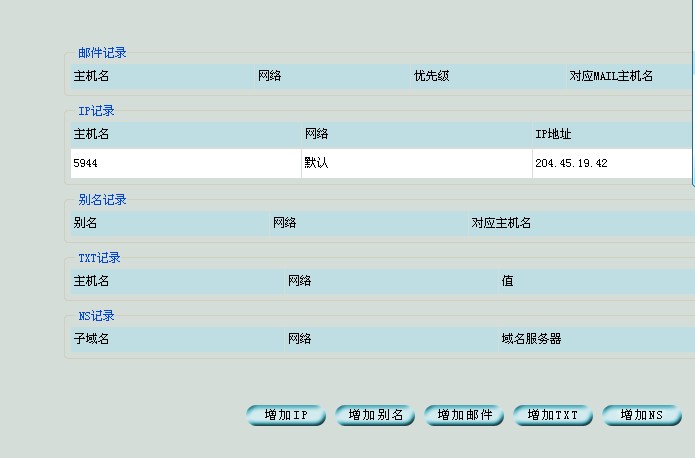 邮件记录
主机名 网络 优先级 对应MAIL主机名
IP记录
主机名 网络 IP地址
5944 默认 204.45.19.42
别名记录
别名 网络 对应主机名
TXT记录
主机名 网络 值
NS记录
子域名 网络 域名服务器
增加IP 增加别名 增加邮件 增加TXT 增加NS